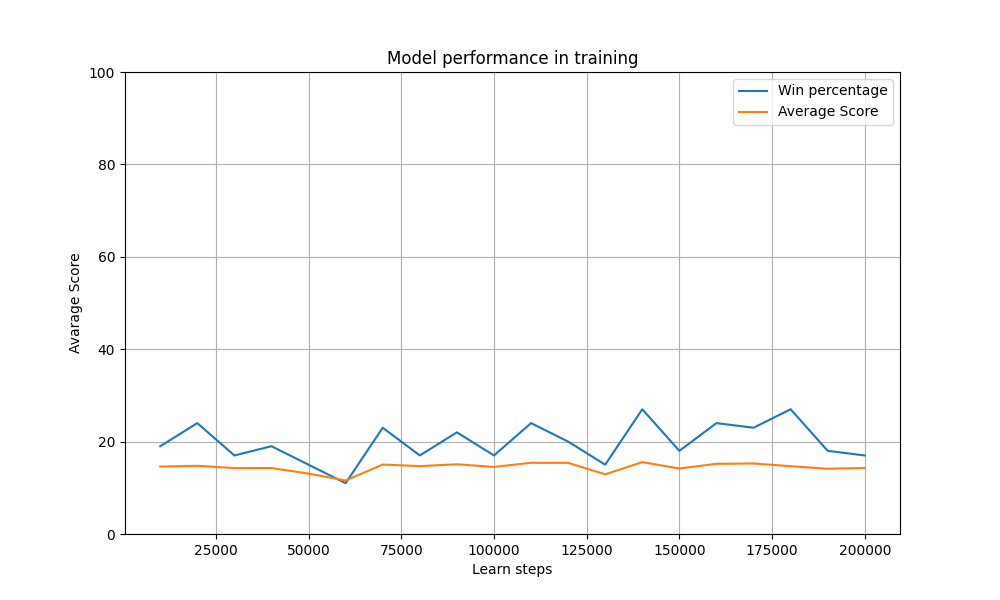 Model performance in training
100
80
60
40
20
0
Avarage Score
Win percentage
Average Score
25000 50000 75000 100000 125000 150000 175000 200000
Learn steps